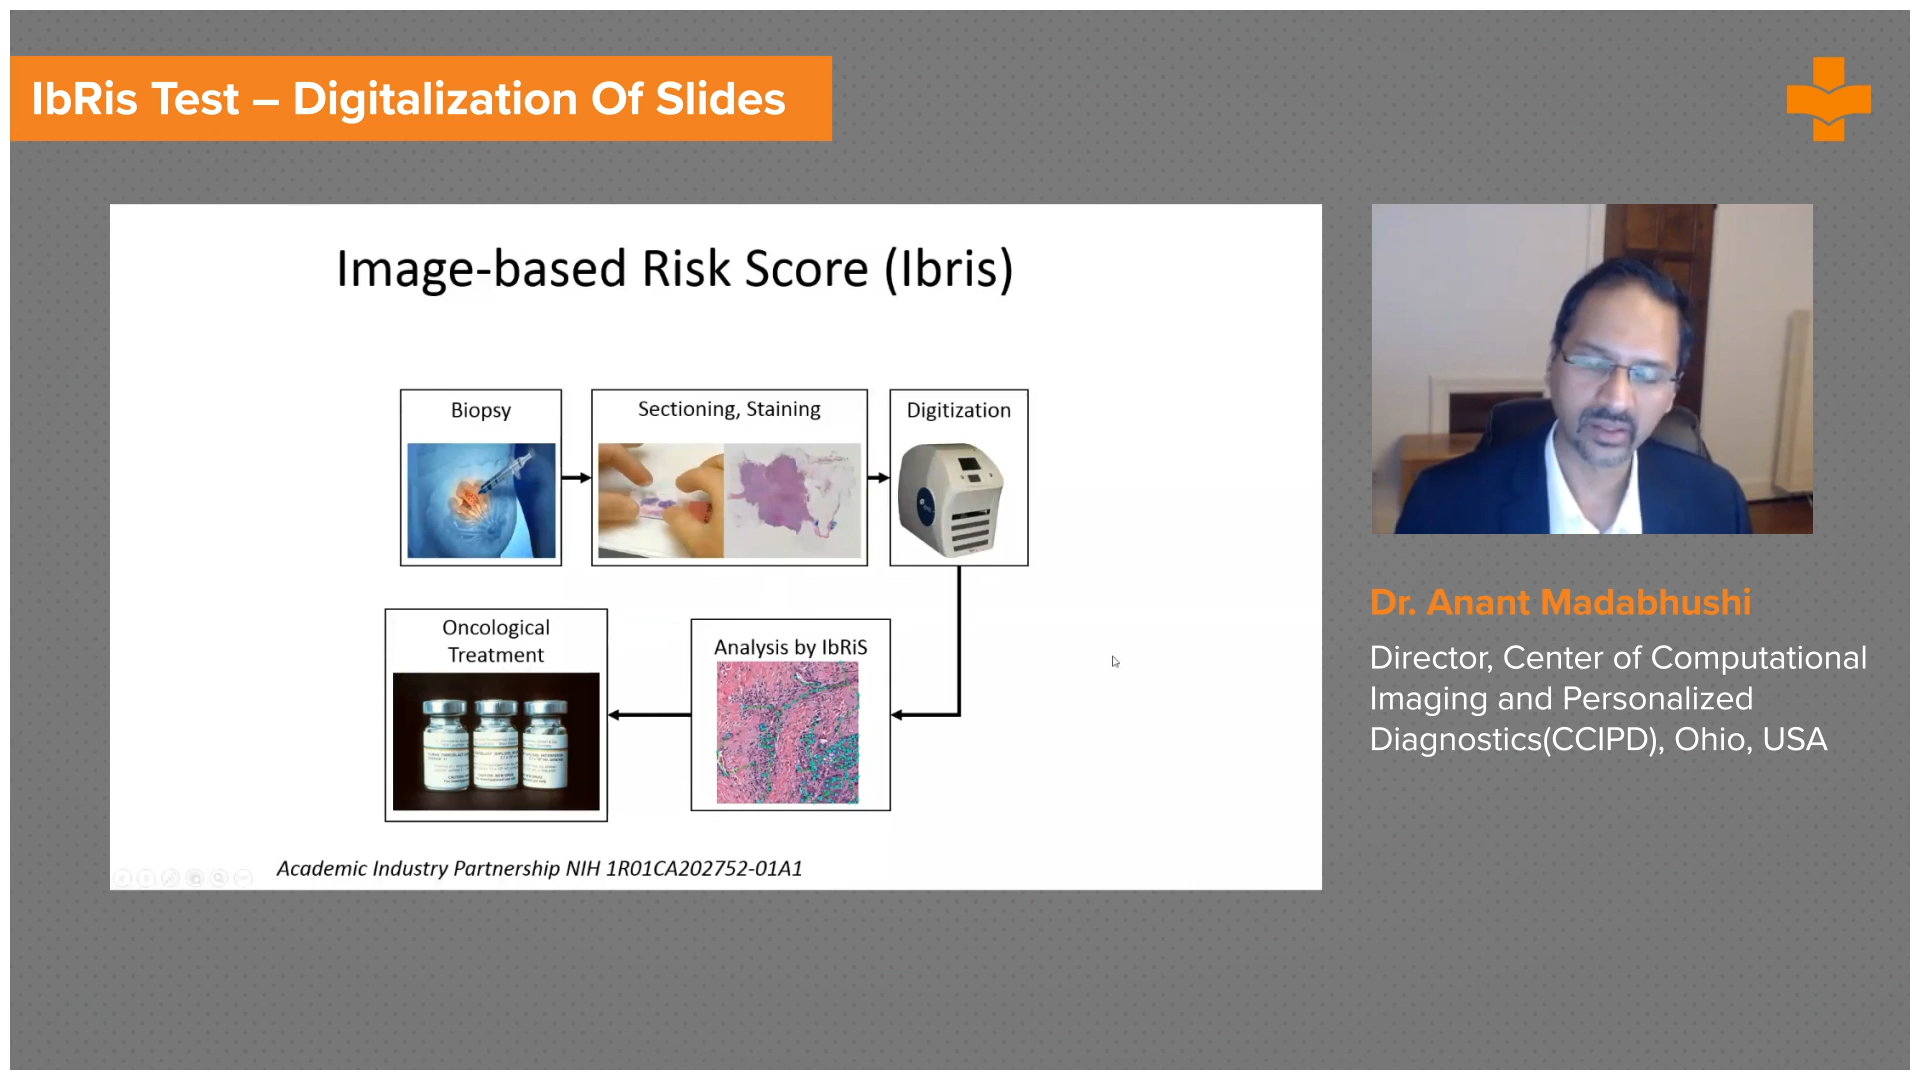 IbRis Test – Digitalization Of Slides
Image-based Risk Score (Ibris)
Biopsy
Sectioning, Staining
Digitization
Oncological
Treatment
Analysis by IbRiS
Academic Industry Partnership NIH 1R01CA202752-01A1
Dr. Anant Madabhushi
Director, Center of Computational
Imaging and Personalized
Diagnostics(CCIPD), Ohio, USA